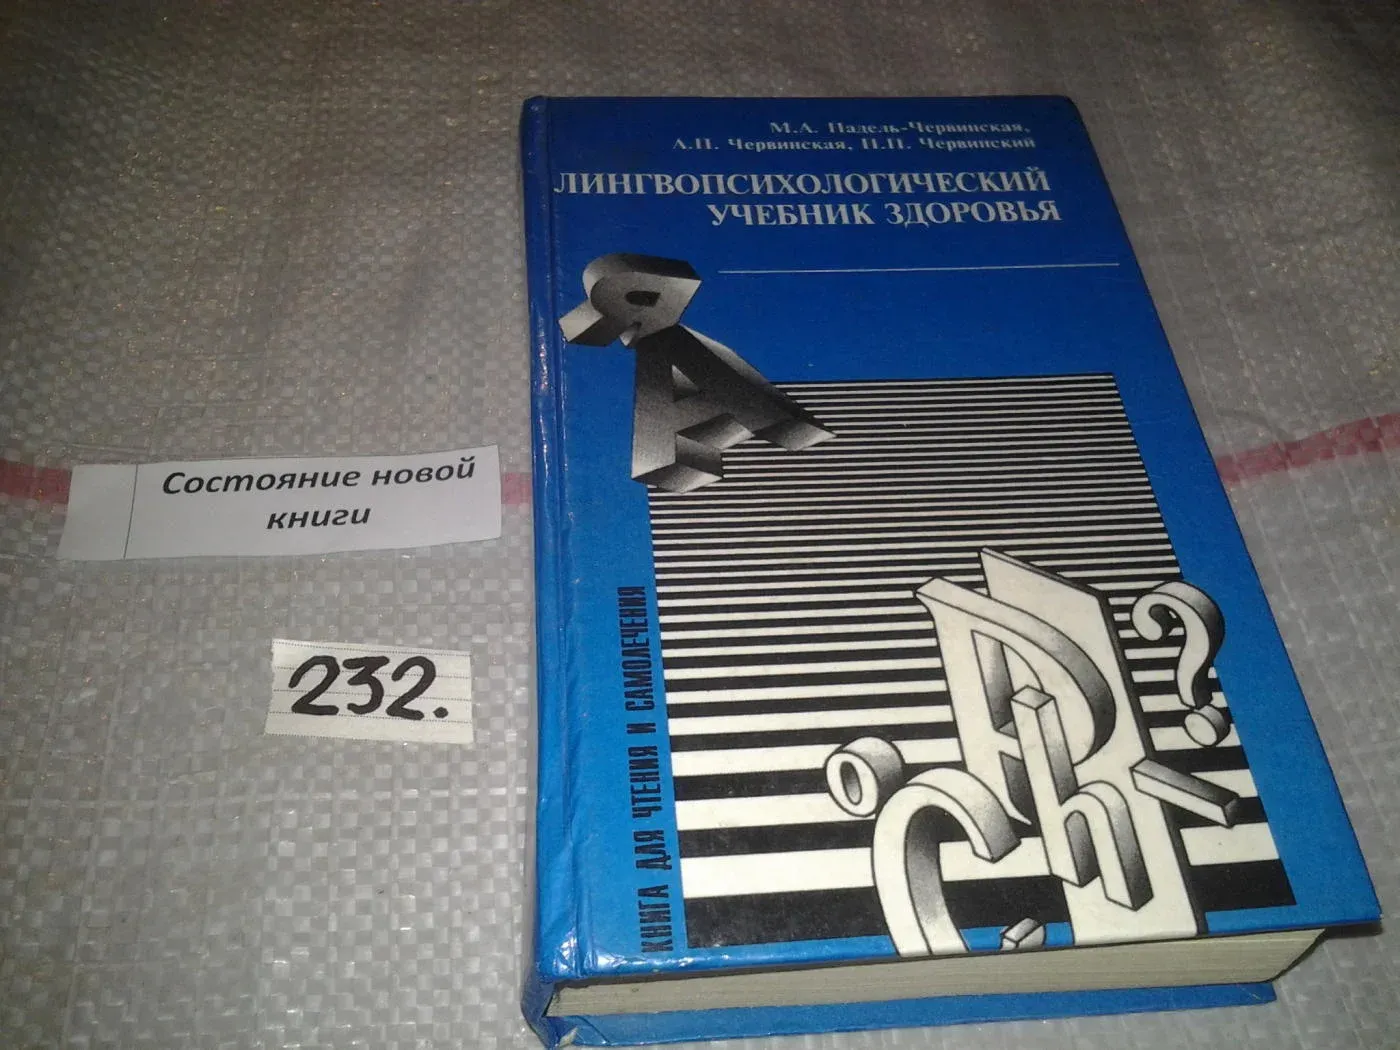 М.А. Падель-Червинская,
А.П. Червинская, П.П. Червинский
ЛИНГВОПСИХОЛОГИЧЕСКИЙ
УЧЕБНИК ЗДОРОВЬЯ
КНИГА ДЛЯ ЧТЕНИЯ И САМОЛЕЧЕНИЯ
Состояние новой
книги
232.